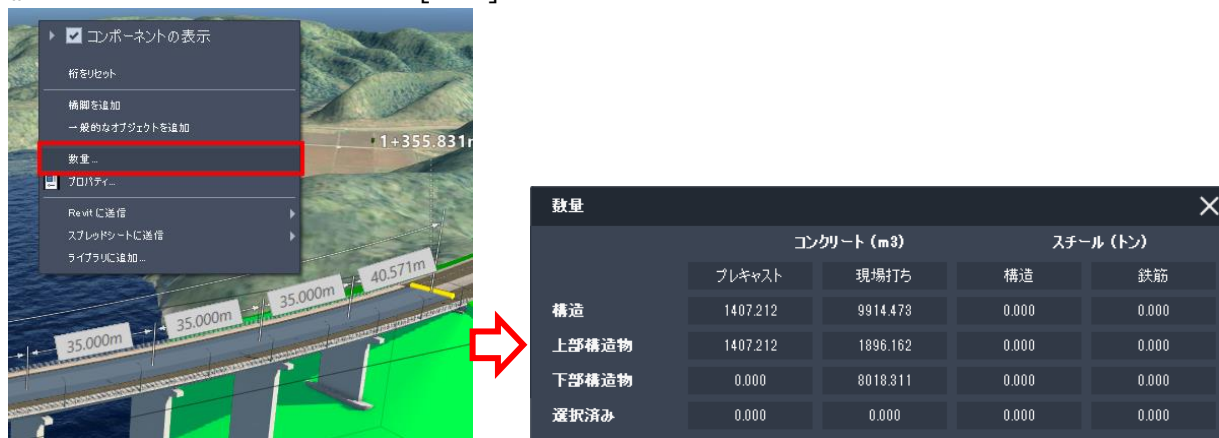 コンポーネントの表示
桁をリセット
橋脚を追加
一般的なオブジェクトを追加
数量...
プロパティ...
Revit に送信
スプレッドシートに送信
ライブラリに追加...
1+355.831
35.000m
35.000m
35.000m
40.571m
数量
コンクリート (m3) スチール (トン)
プレキャスト 現場打ち 構造 鉄筋
構造 1407.212 9914.473 0.000 0.000
上部構造物 1407.212 1896.162 0.000 0.000
下部構造物 0.000 8018.311 0.000 0.000
選択済み 0.000 0.000 0.000 0.000